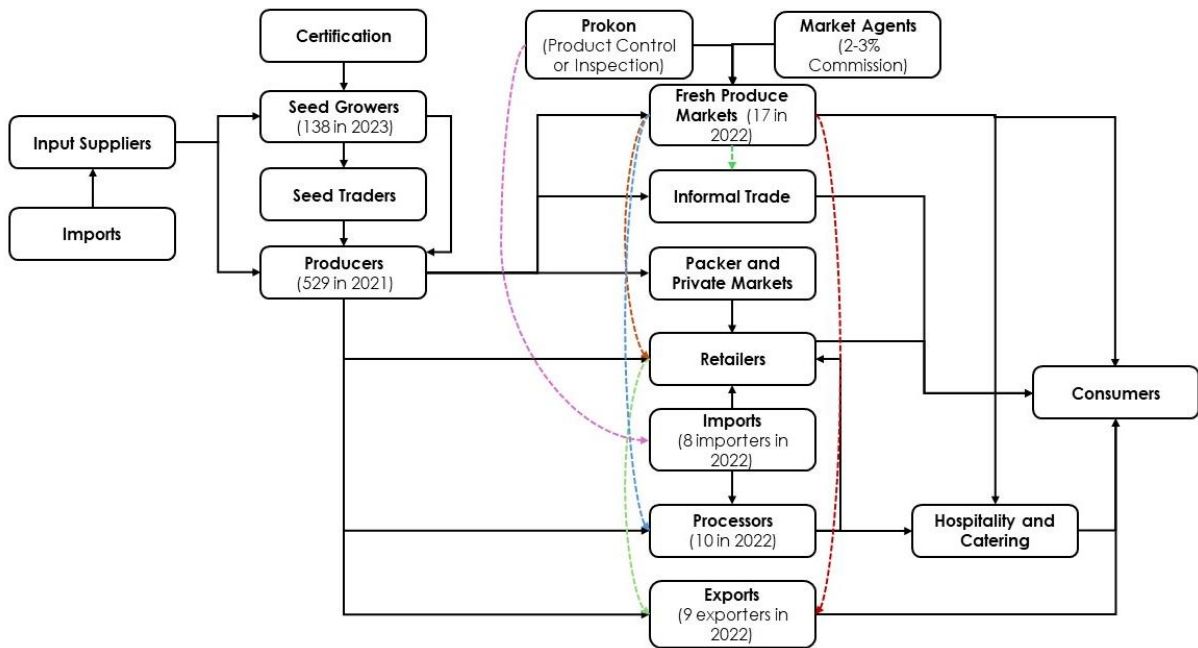 Certification
Seed Growers
(138 in 2023)
Input Suppliers
Seed Traders
Imports
Producers
(529 in 2021)
Prokon
(Product Control
or Inspection)
Market Agents
(2-3%
Commission)
Fresh Produce
Markets (17 in
2022)
Informal Trade
Packer and
Private Markets
Retailers
Imports
(8 importers in
2022)
Processors
(10 in 2022)
Exports
(9 exporters in
2022)
Hospitality and
Catering
Consumers